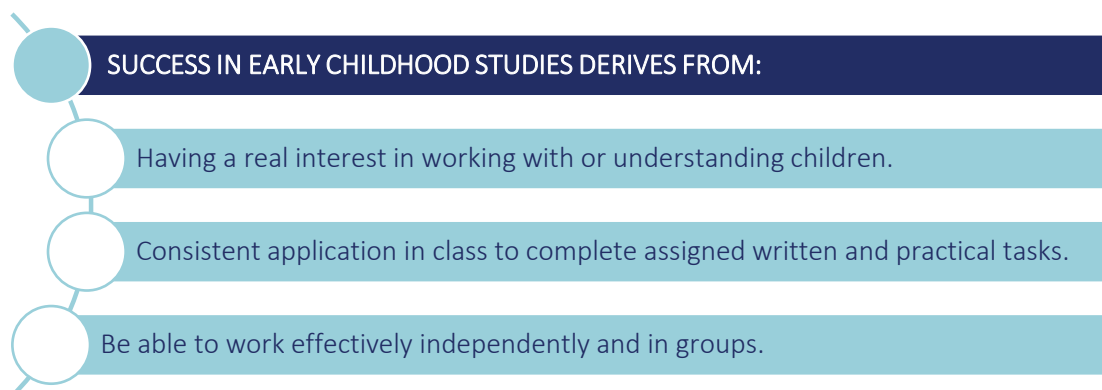 SUCCESS IN EARLY CHILDHOOD STUDIES DERIVES FROM:
Having a real interest in working with or understanding children.
Consistent application in class to complete assigned written and practical tasks.
Be able to work effectively independently and in groups.